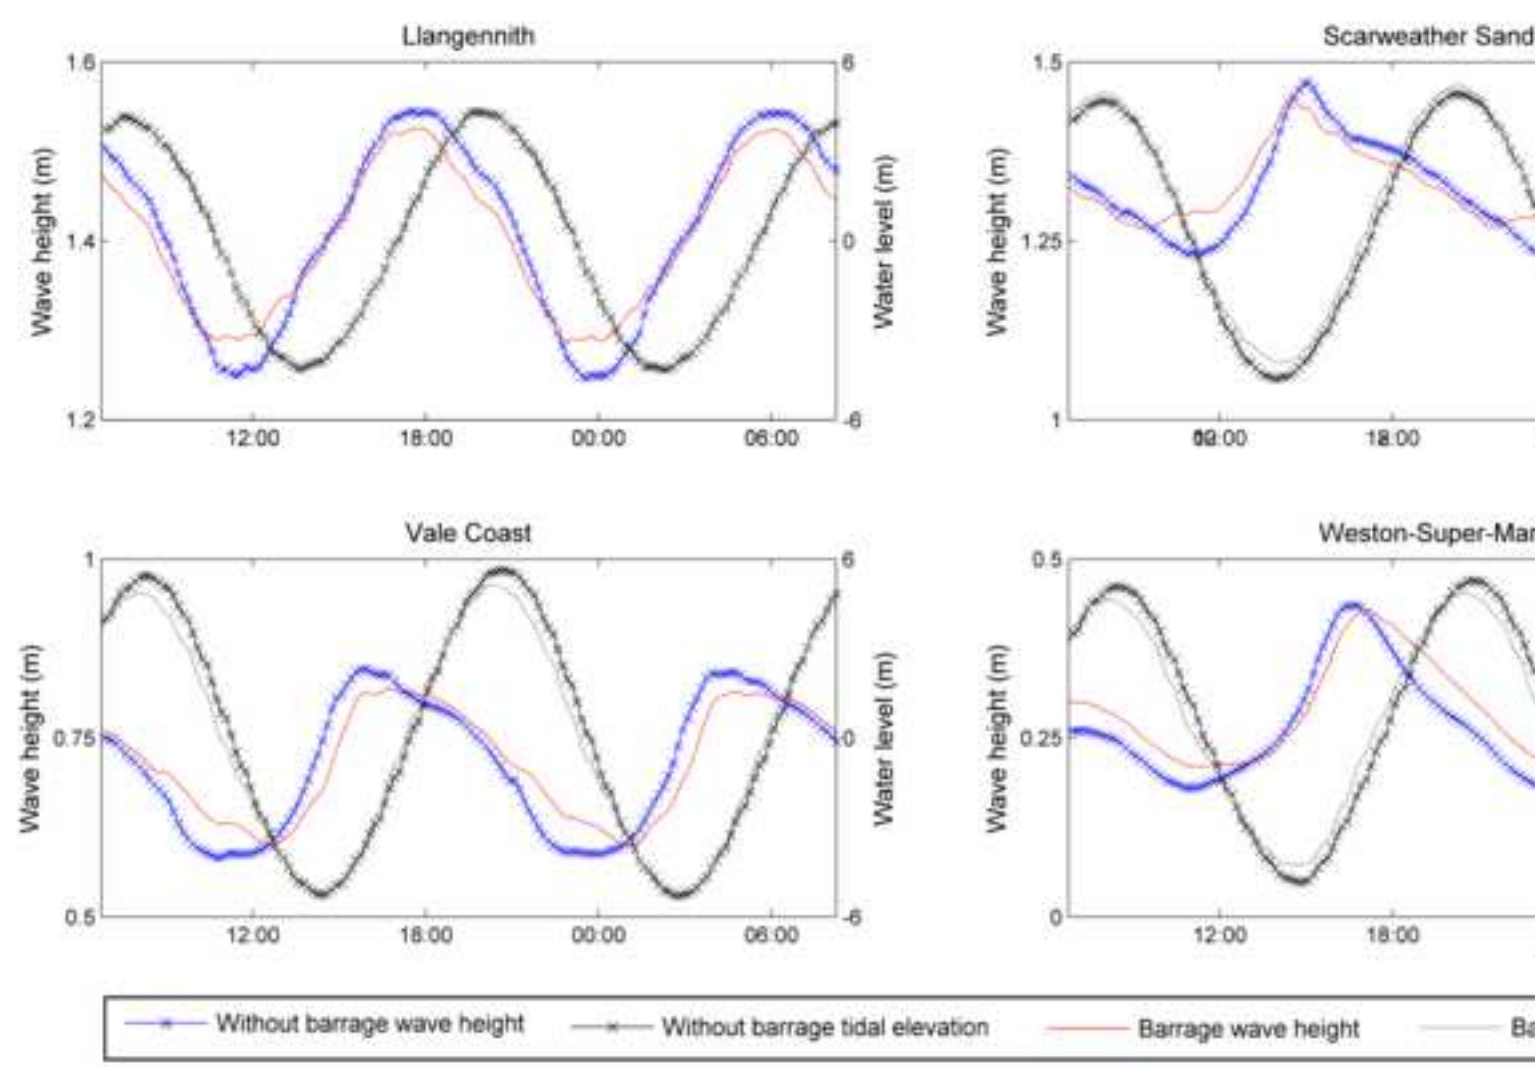 Llangennith
Scarweather Sand
1.6
1.4
1.2
Wave height (m)
6
0
-6
Water level (m)
12:00 18:00 00:00 06:00
1.5
1.25
1
Wave height (m)
18:00
Vale Coast
Weston-Super-Mar
1
0.75
0.5
Wave height (m)
6
0
-6
Water level (m)
12:00 18:00 00:00 06:00
0.5
0.25
0
Wave height (m)
12:00 18:00
Without barrage wave height Without barrage tidal elevation Barrage wave height Ba